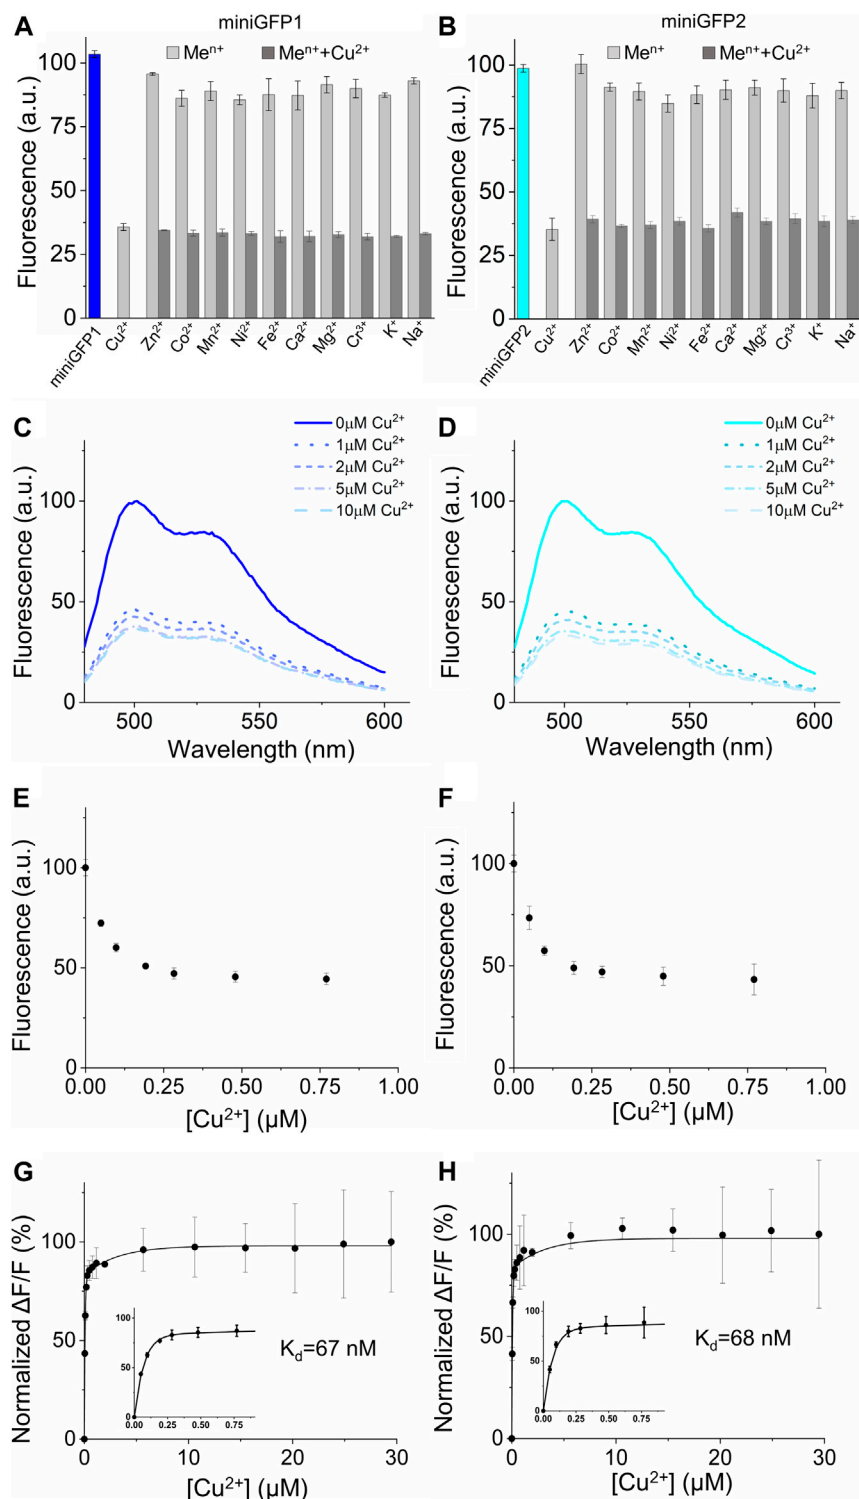 A
miniGFP1
Meⁿ⁺
Meⁿ⁺+Cu²⁺
Fluorescence (a.u.)
100
75
50
25
0
miniGFP1
Cu²⁺
Zn²⁺
Co²⁺
Mn²⁺
Ni²⁺
Fe²⁺
Ca²⁺
Mg²⁺
Cr³⁺
K⁺
Na⁺
B
miniGFP2
Meⁿ⁺
Meⁿ⁺+Cu²⁺
Fluorescence (a.u.)
100
75
50
25
0
miniGFP2
Cu²⁺
Zn²⁺
Co²⁺
Mn²⁺
Ni²⁺
Fe²⁺
Ca²⁺
Mg²⁺
Cr³⁺
K⁺
Na⁺
C
0μM Cu²⁺
1μM Cu²⁺
2μM Cu²⁺
5μM Cu²⁺
10μM Cu²⁺
Fluorescence (a.u.)
100
50
0
500 550 600
Wavelength (nm)
D
0μM Cu²⁺
1μM Cu²⁺
2μM Cu²⁺
5μM Cu²⁺
10μM Cu²⁺
Fluorescence (a.u.)
100
50
0
500 550 600
Wavelength (nm)
E
Fluorescence (a.u.)
100
50
0
0.00 0.25 0.50 0.75 1.00
[Cu²⁺] (μM)
F
Fluorescence (a.u.)
100
50
0
0.00 0.25 0.50 0.75 1.00
[Cu²⁺] (μM)
G
Normalized ΔF/F (%)
100
50
0
100
75
50
25
0
0.00 0.25 0.50 0.75
K_d=67 nM
0 10 20 30
[Cu²⁺] (μM)
H
Normalized ΔF/F (%)
100
50
0
100
75
50
25
0
0.00 0.25 0.50 0.75
K_d=68 nM
0 10 20 30
[Cu²⁺] (μM)